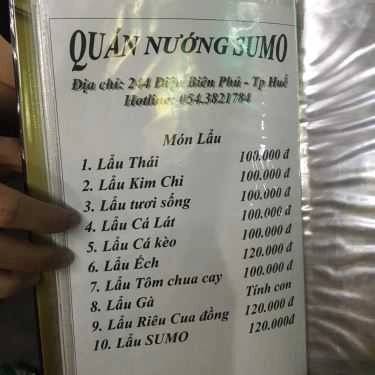 QUÁN NƯỚNG SUMO
Địa chỉ: 244 Điện Biên Phủ - Tp Huế
Hotline: 054.3821784
Món Lẩu
1. Lẩu Thái 100.000 đ
2. Lẩu Kim Chi 100.000 đ
3. Lẩu tươi sống 100.000 đ
4. Lẩu Cá Lát 100.000 đ
5. Lẩu Cá kèo 100.000 đ
6. Lẩu Ếch 120.000 đ
7. Lẩu Tôm chua cay 100.000 đ
8. Lẩu Gà Tính con
9. Lẩu Riêu Cua đồng 120.000 đ
10. Lẩu SUMO 120.000đ